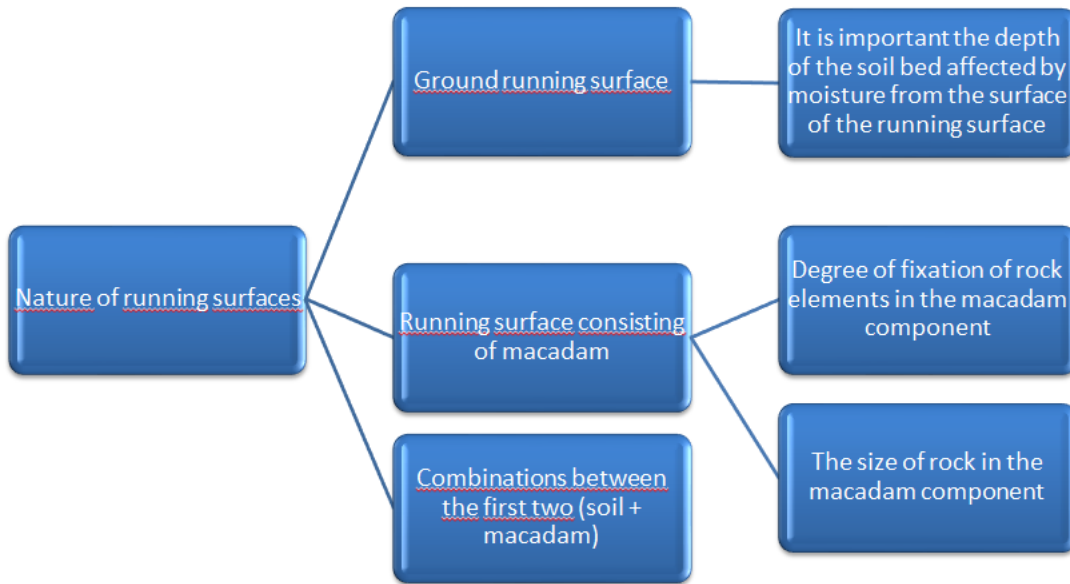 Nature of running surfaces
Ground running surface
It is important the depth
of the soil bed affected by
moisture from the surface
of the running surface
Running surface consisting
of macadam
Degree of fixation of rock
elements in the macadam
component
The size of rock in the
macadam component
Combinations between
the first two (soil +
macadam)